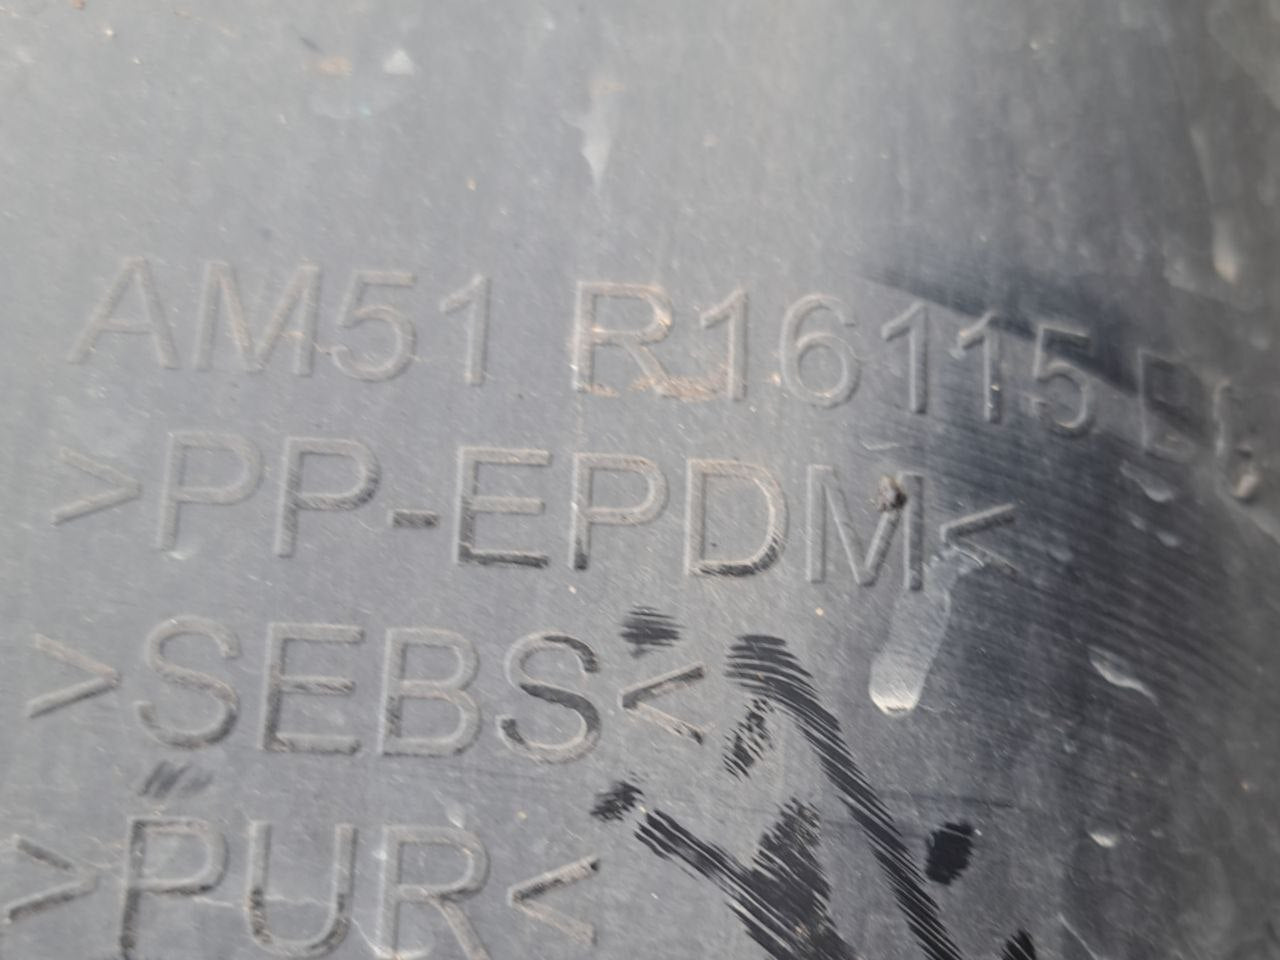 AM51 R16115
>PP-EPDM<
>SEBS<
>PUR<